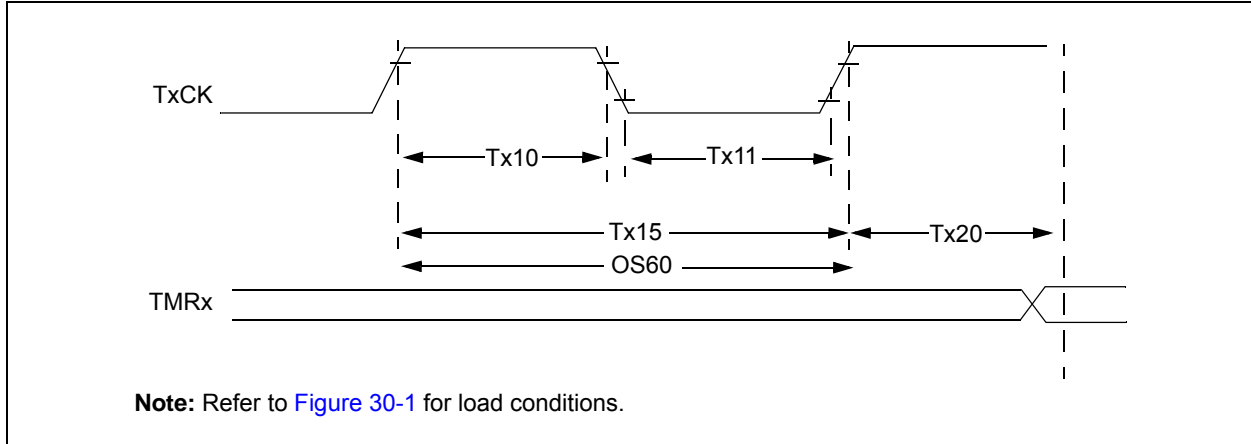 TxCK
Tx10
Tx11
Tx15
Tx20
OS60
TMRx
Note: Refer to Figure 30-1 for load conditions.